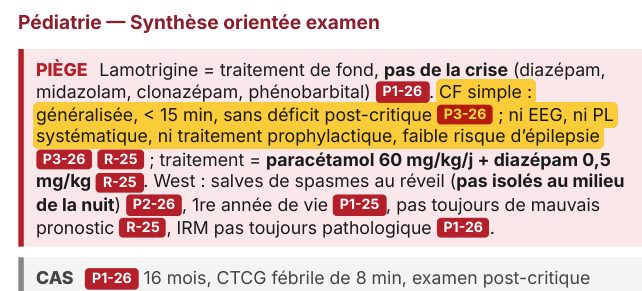 Pédiatrie — Synthèse orientée examen
PIÈGE Lamotrigine = traitement de fond, pas de la crise (diazépam,
midazolam, clonazépam, phénobarbital) P1-26. CF simple :
généralisée, < 15 min, sans déficit post-critique P3-26 ; ni EEG, ni PL
systématique, ni traitement prophylactique, faible risque d'épilepsie
P3-26 R-25 ; traitement = paracétamol 60 mg/kg/j + diazépam 0,5
mg/kg R-25. West : salves de spasmes au réveil (pas isolés au milieu
de la nuit) P2-26, 1re année de vie P1-25, pas toujours de mauvais
pronostic R-25, IRM pas toujours pathologique P1-26.
CAS P1-26 16 mois, CTCG fébrile de 8 min, examen post-critique